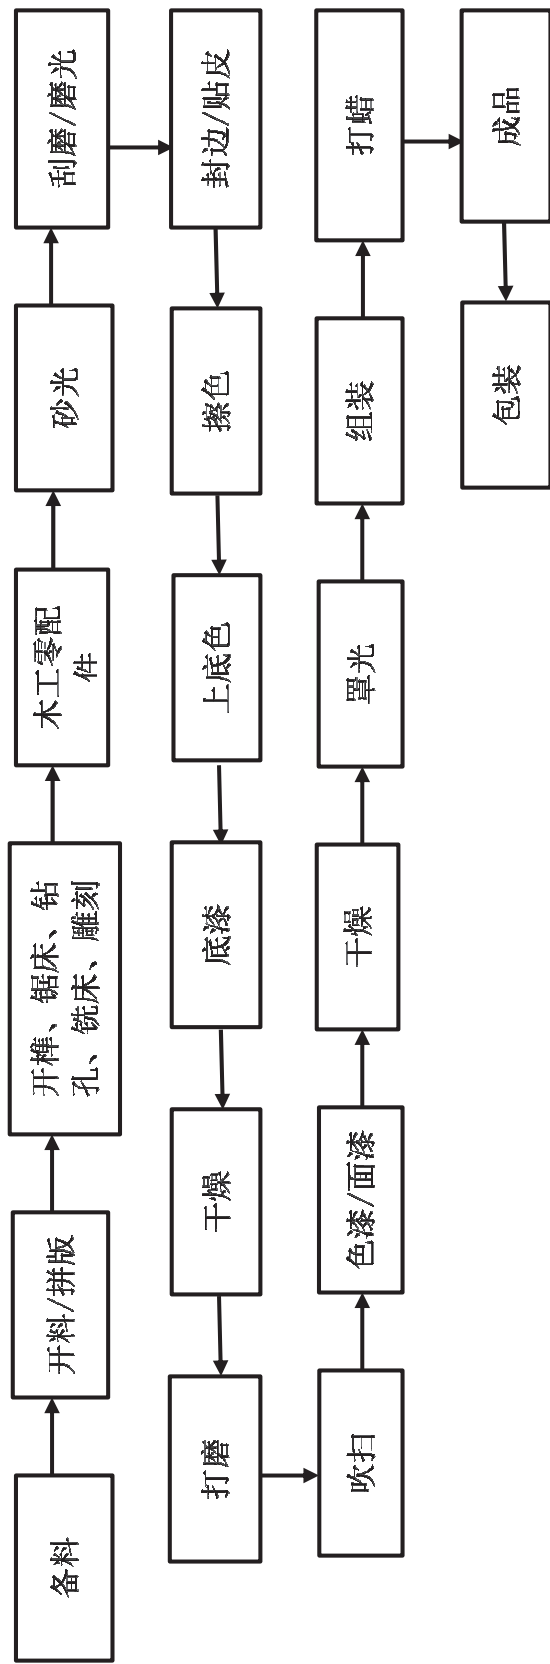 备料
开料/拼版
开榫、锯床、钻
孔、铣床、雕刻
木工零配
件
砂光
刮磨/磨光
封边/贴皮
擦色
上底色
底漆
干燥
打磨
吹扫
色漆/面漆
干燥
罩光
组装
打蜡
成品
包装